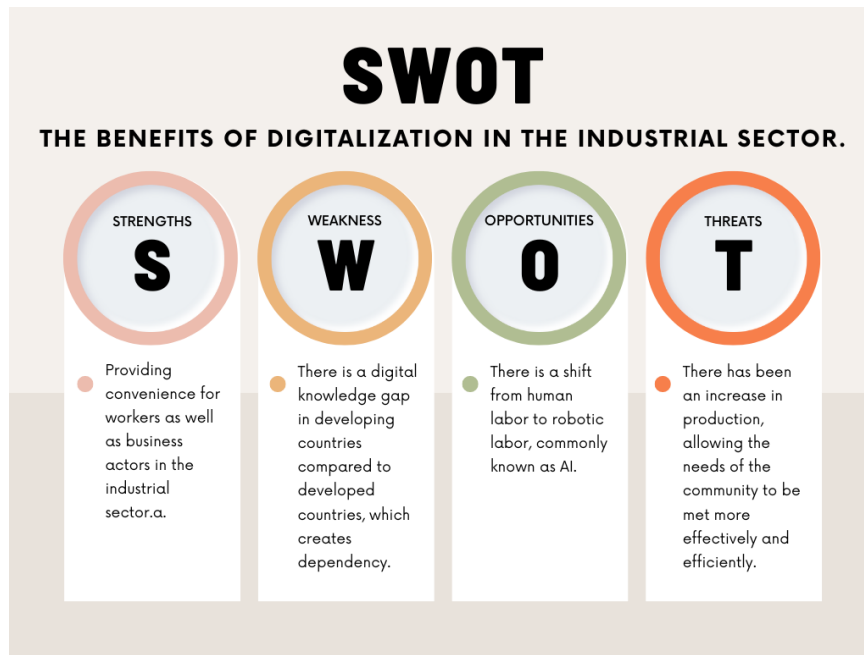 SWOT
THE BENEFITS OF DIGITALIZATION IN THE INDUSTRIAL SECTOR.
STRENGTHS
S
Providing
convenience for
workers as well
as business
actors in the
industrial
sector.a.
WEAKNESS
W
There is a digital
knowledge gap
in developing
countries
compared to
developed
countries, which
creates
dependency.
OPPORTUNITIES
O
There is a shift
from human
labor to robotic
labor, commonly
known as AI.
THREATS
T
There has been
an increase in
production,
allowing the
needs of the
community to be
met more
effectively and
efficiently.